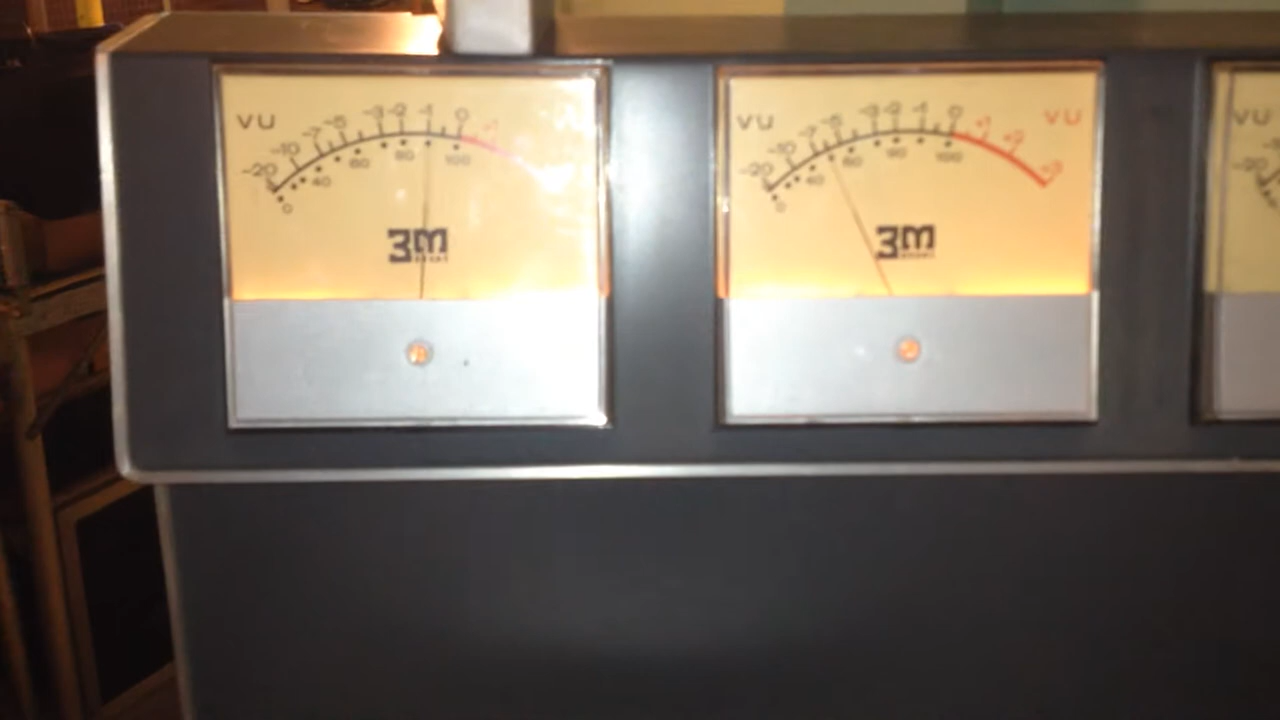 VU
-20 -10 -7 -5 -3 -2 -1 0 +1
0 40 60 80 100
3M
VU VU
-20 -10 -7 -5 -3 -2 -1 0 +1 +2 +3
0 40 60 80 100
3M
VU
-20